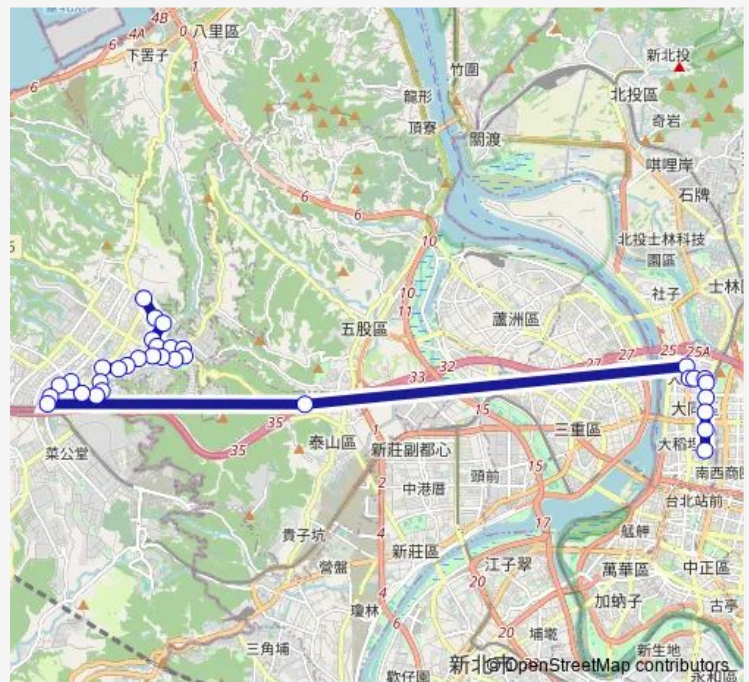 4B
4A
0
八里區
下罟子
6
1
竹圍
新北投
龍形
北投區
頂寮
關渡
奇岩
唭哩岸
石牌
6
6
10
北投士林科技
園區
10
11
社子
士林
五股區
蘆洲區
25
25A
27
27
32
33
35
35
15
三重區
大同
大稻埕
菜公堂
泰山區
1
新莊副都心
頭前
15
南西商
2
中港厝
台北站前
17
艋舺
貴子坑
新莊區
江子翠
萬華區
中正區
營盤
4
20
加蚋子
古亭
瓊林
4
6
20
埔墘
三角埔
新生地
歡仔園
新北市
© OpenStreetMap contributors
永和區